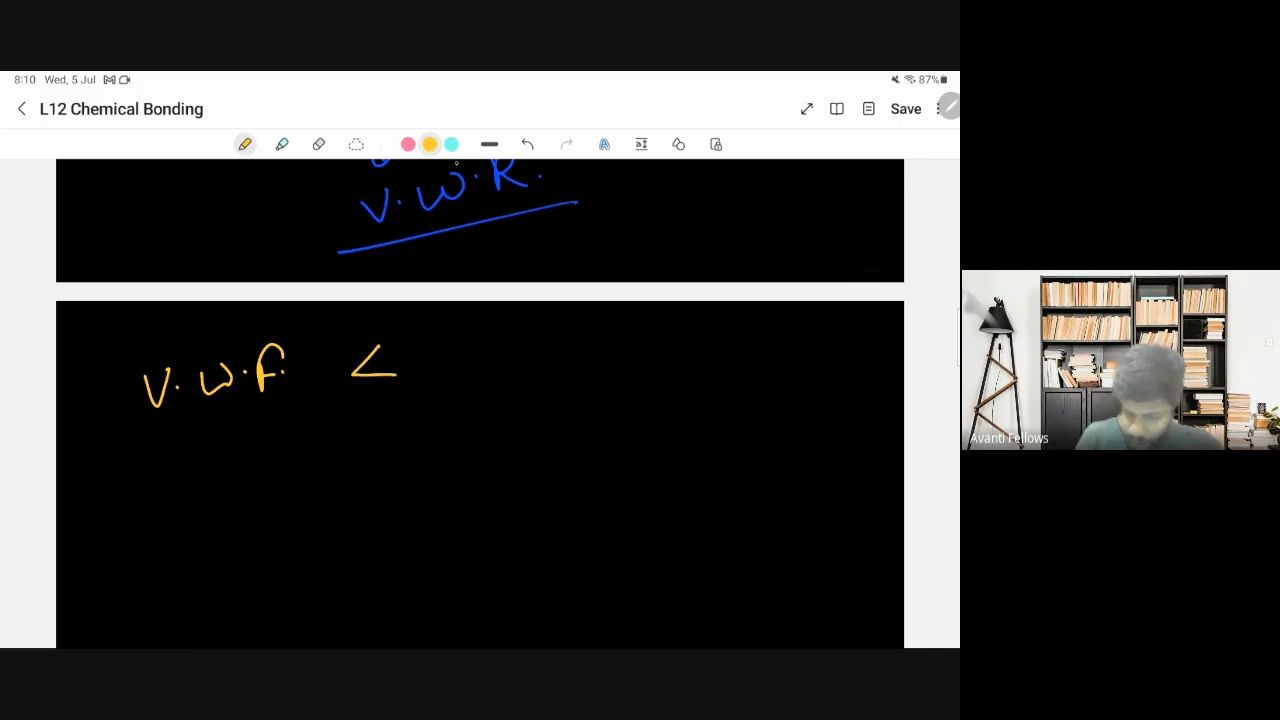 8:10 Wed, 5 Jul 87%
L12 Chemical Bonding Save
V.W.R.
V.W.F. <
Avanti Fellows